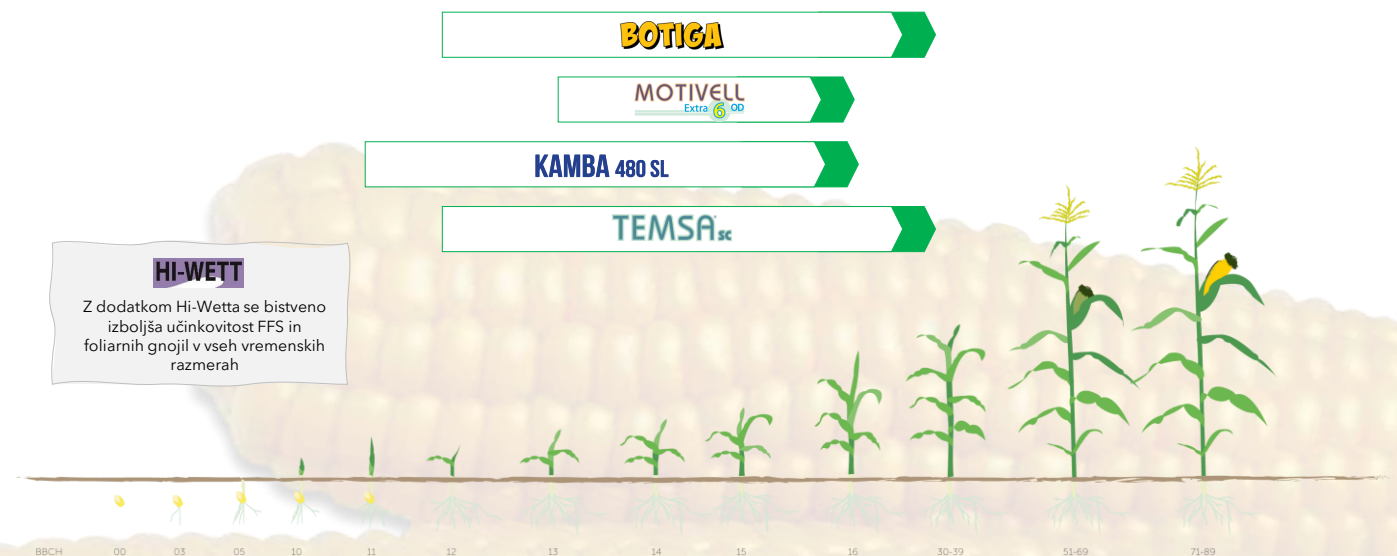 BOTIGA
MOTIVELL
Extra 6 OD
KAMBA 480 SL
TEMSA SC
HI-WETT
Z dodatkom Hi-Wetta se bistveno
izboljša učinkovitost FFS in
foliarnih gnojil v vseh vremenskih
razmerah
BBCH 00 03 05 10 11 12 13 14 15 16 30-39 51-69 71-89